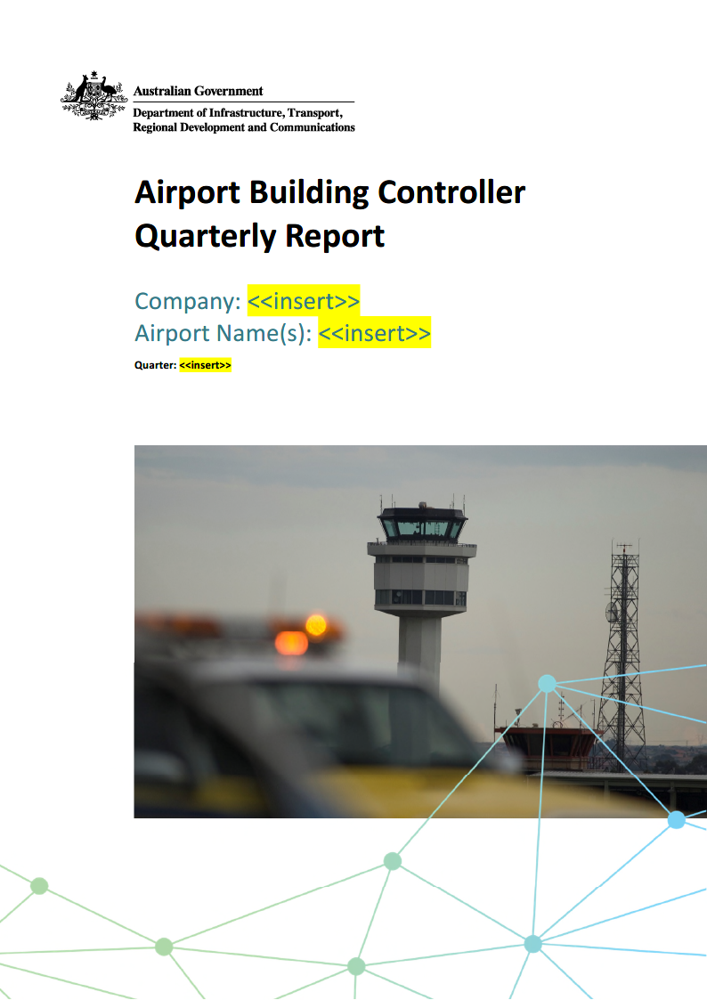 Australian Government
Department of Infrastructure, Transport,
Regional Development and Communications
Airport Building Controller
Quarterly Report
Company: <<insert>>
Airport Name(s): <<insert>>
Quarter: <<insert>>